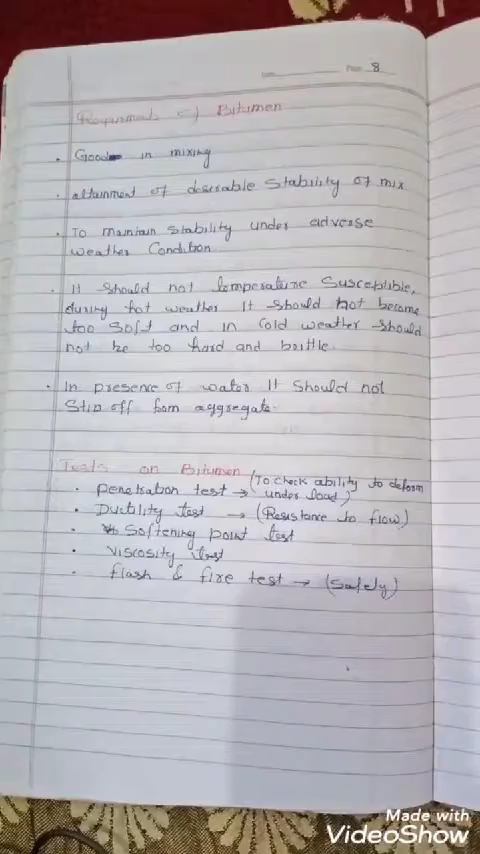 8
Requirments of Bitumen
• Good in mixing
• attainment of desirable Stability of mix
• To maintain stability under adverse
weather Condition
• It should not temperature Susceptible,
during hot weather It should not become
too soft and in cold weather should
not be too hard and brittle.
• In presence of water It should not
Strip off from aggregate.
Tests on Bitumen
• penetration test → (To check ability to deform
under load)
• Ductility test → (Resistance to flow)
• Softening point test
• Viscosity test
• flash & fire test → (Safely)
Made with
VideoShow